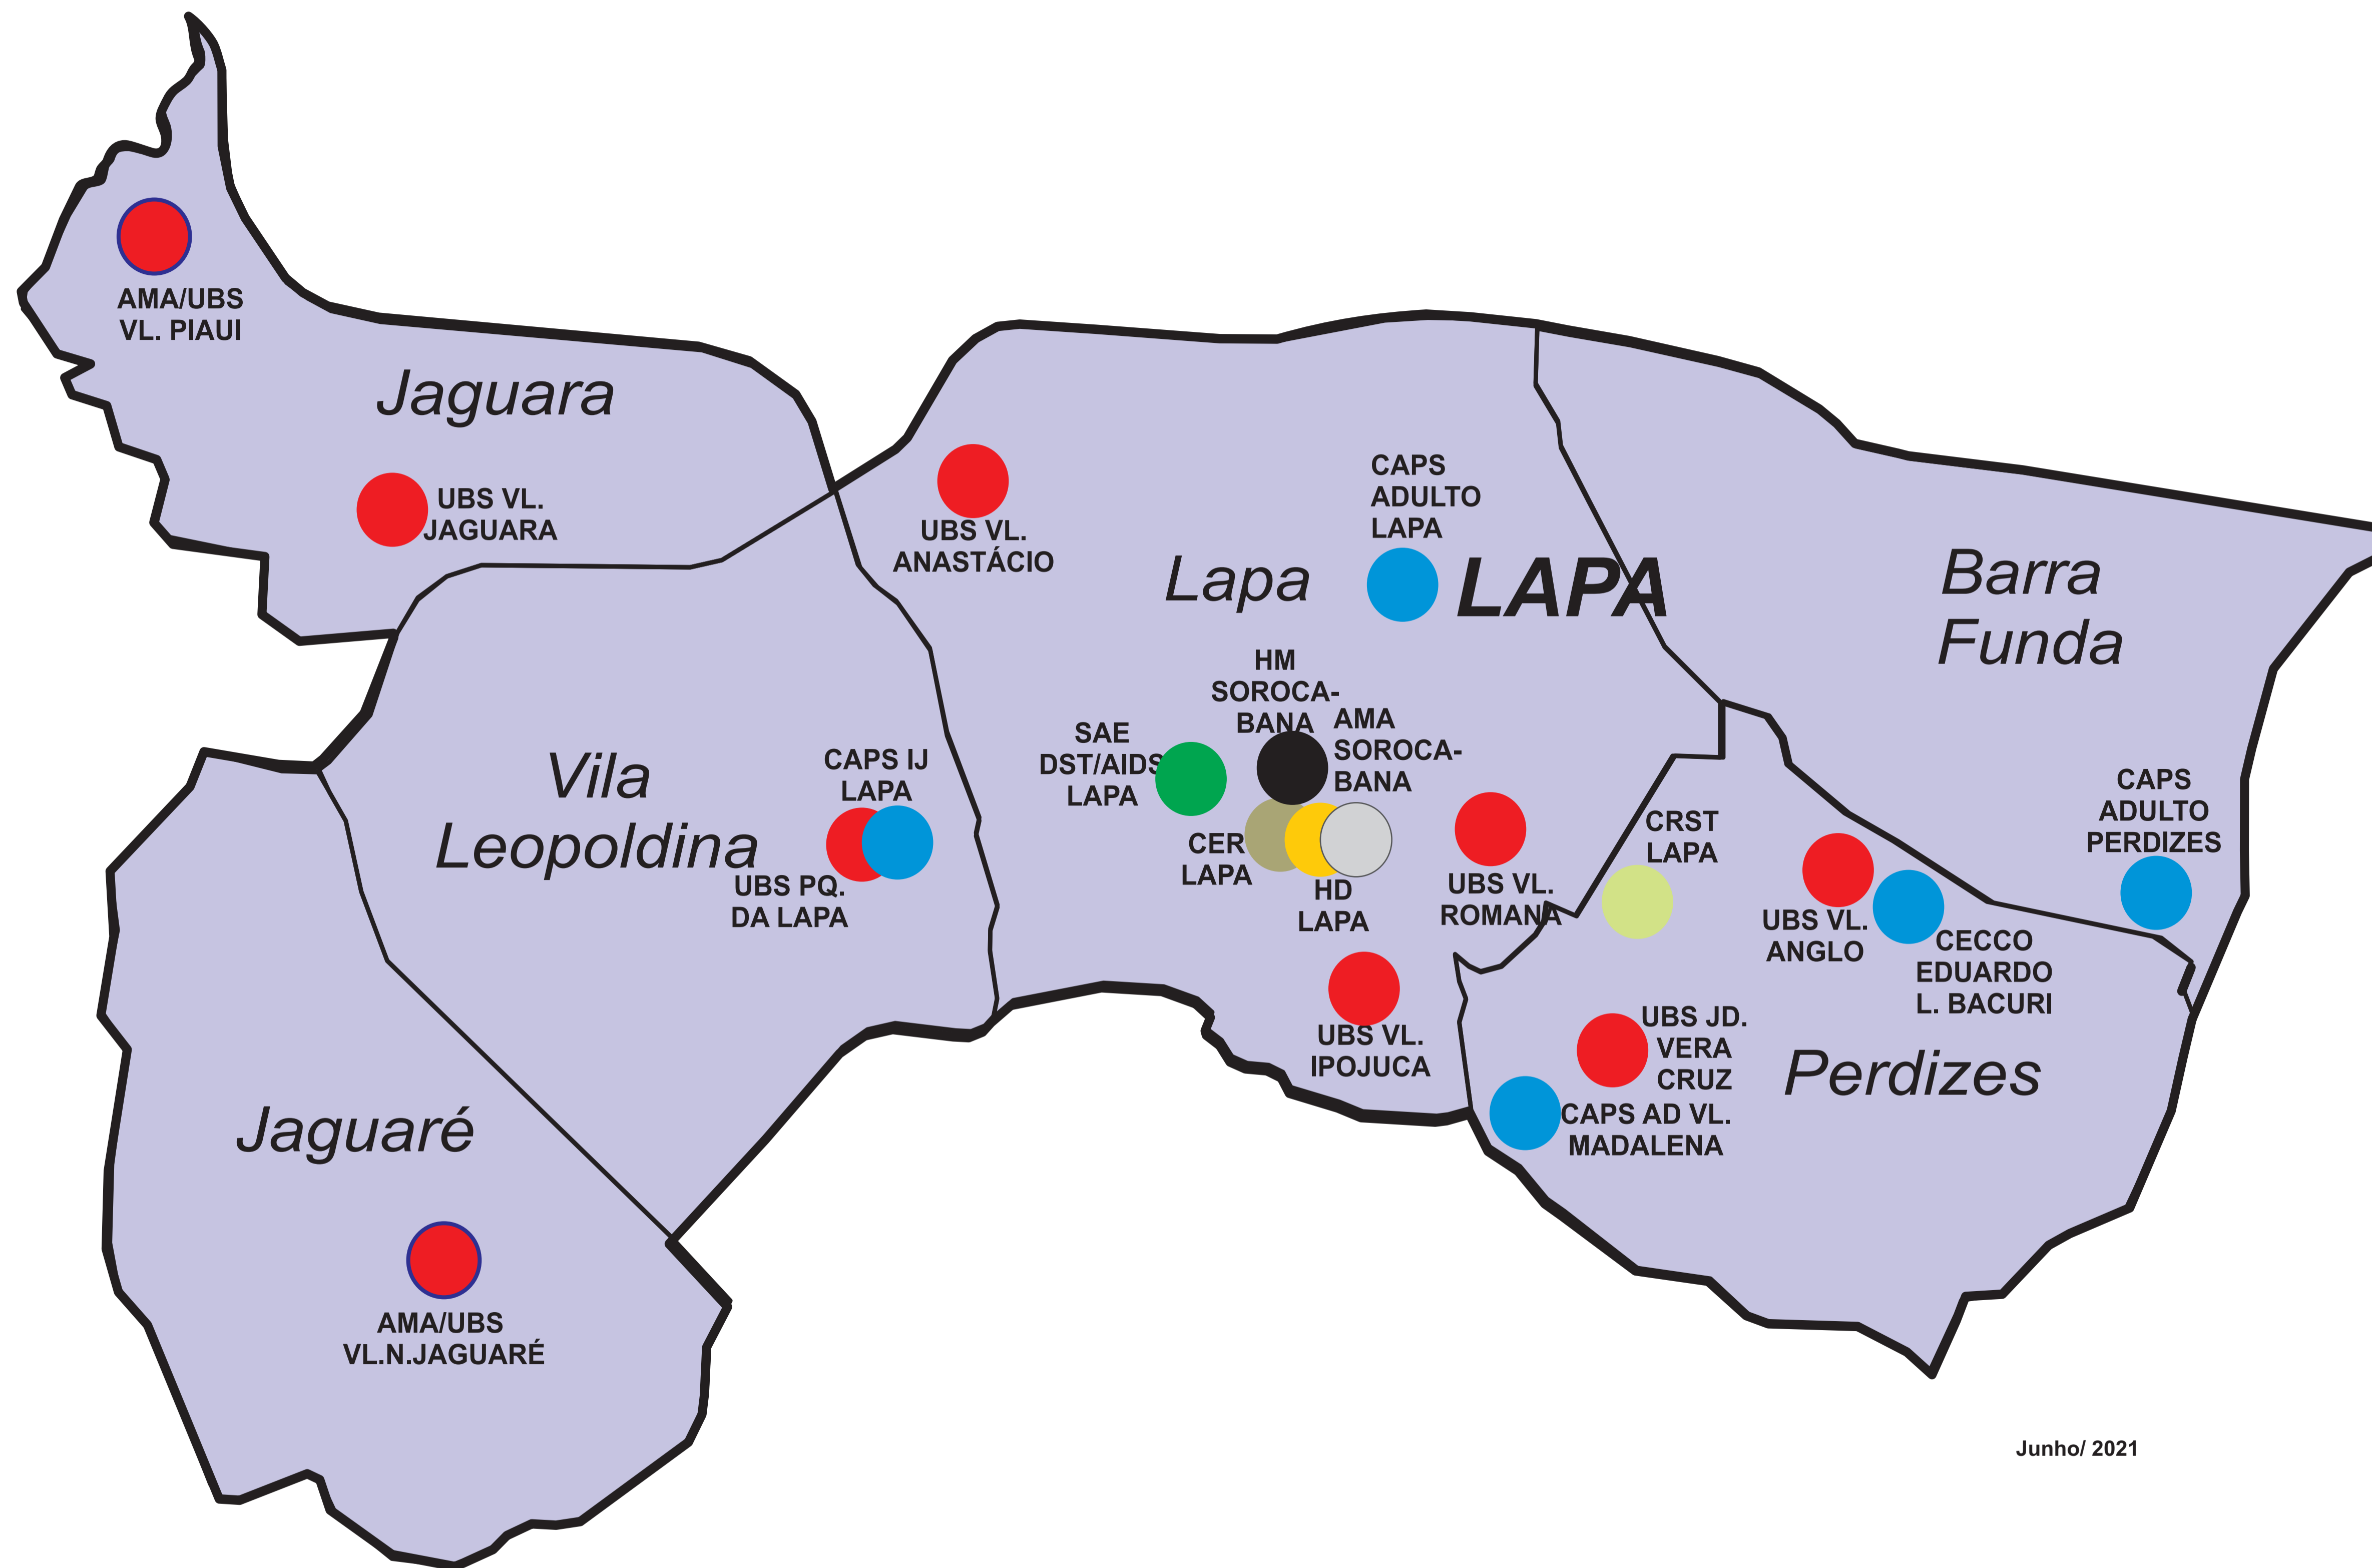 AMA/UBS
VL. PIAUI
Jaguara
UBS VL.
JAGUARA
UBS VL.
ANASTÁCIO
CAPS
ADULTO
LAPA
Lapa
LAPA
Barra
Funda
HM
SOROCA-
BANA
AMA
SOROCA-
BANA
SAE
DST/AIDS
LAPA
CER
LAPA
HD
LAPA
Vila
Leopoldina
CAPS IJ
LAPA
UBS PQ.
DA LAPA
UBS VL.
ROMANA
CRST
LAPA
UBS VL.
ANGLO
CECCO
EDUARDO
L. BACURI
CAPS
ADULTO
PERDIZES
UBS VL.
IPOJUCA
UBS JD.
VERA
CRUZ
CAPS AD VL.
MADALENA
Perdizes
Jaguaré
AMA/UBS
VL.N.JAGUARÉ
Junho/ 2021